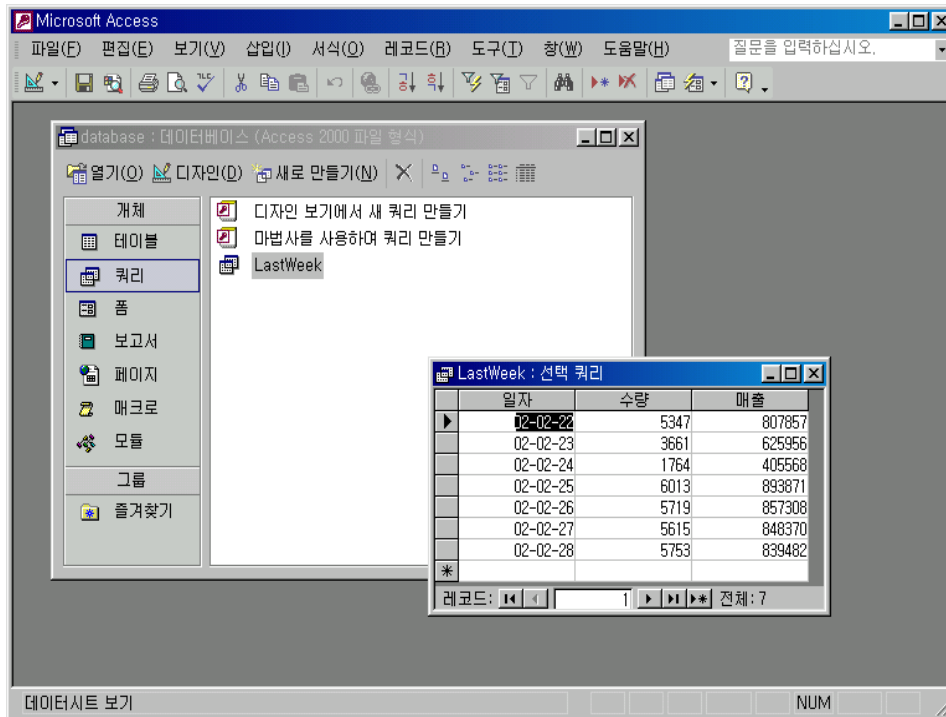 Microsoft Access
파일(F) 편집(E) 보기(V) 삽입(I) 서식(O) 레코드(R) 도구(T) 창(W) 도움말(H) 질문을 입력하십시오.
database : 데이터베이스 (Access 2000 파일 형식)
열기(O) 디자인(D) 새로 만들기(N)
개체
테이블
쿼리
폼
보고서
페이지
매크로
모듈
그룹
즐겨찾기
디자인 보기에서 새 쿼리 만들기
마법사를 사용하여 쿼리 만들기
LastWeek
LastWeek : 선택 쿼리
일자 수량 매출
02-02-22 5347 807857
02-02-23 3661 625956
02-02-24 1764 405568
02-02-25 6013 893871
02-02-26 5719 857308
02-02-27 5615 848370
02-02-28 5753 839482
레코드: 1 전체: 7
데이터시트 보기 NUM